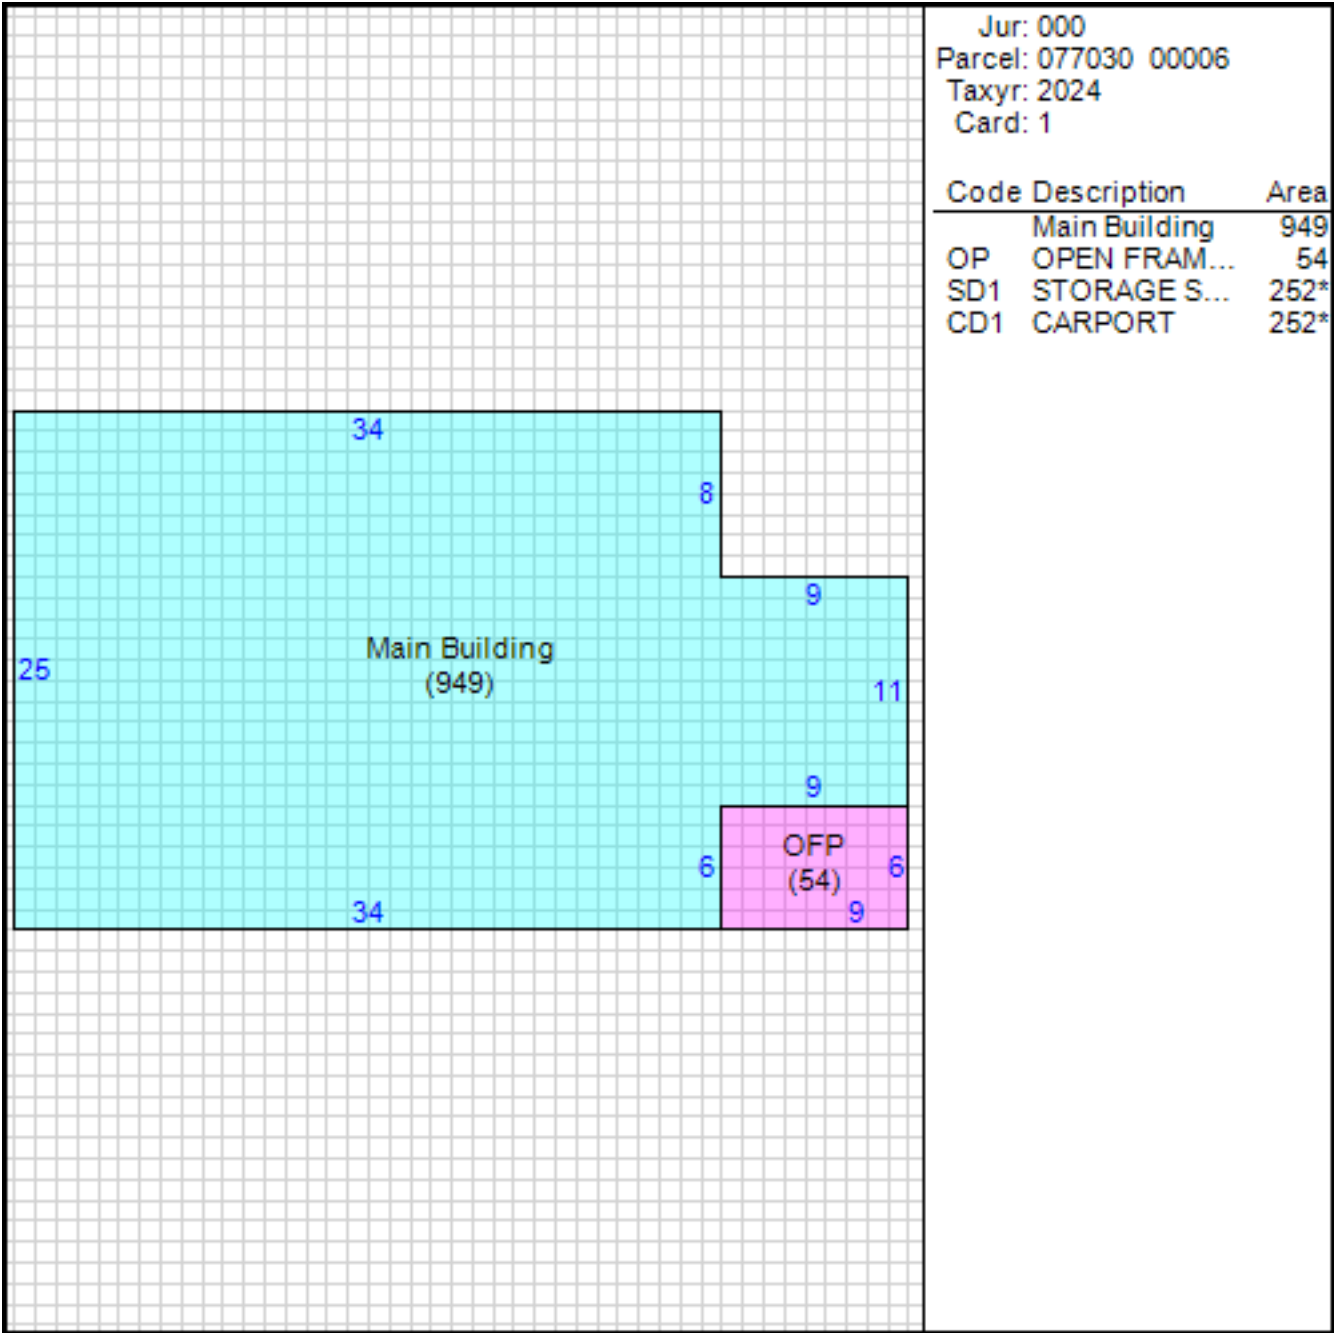 Jur: 000
Parcel: 077030 00006
Taxyr: 2024
Card: 1
Code Description Area
Main Building 949
OP OPEN FRAM... 54
SD1 STORAGE S... 252*
CD1 CARPORT 252*
34
8
9
Main Building
(949)
25
11
9
OFP
(54)
6
6
34
9